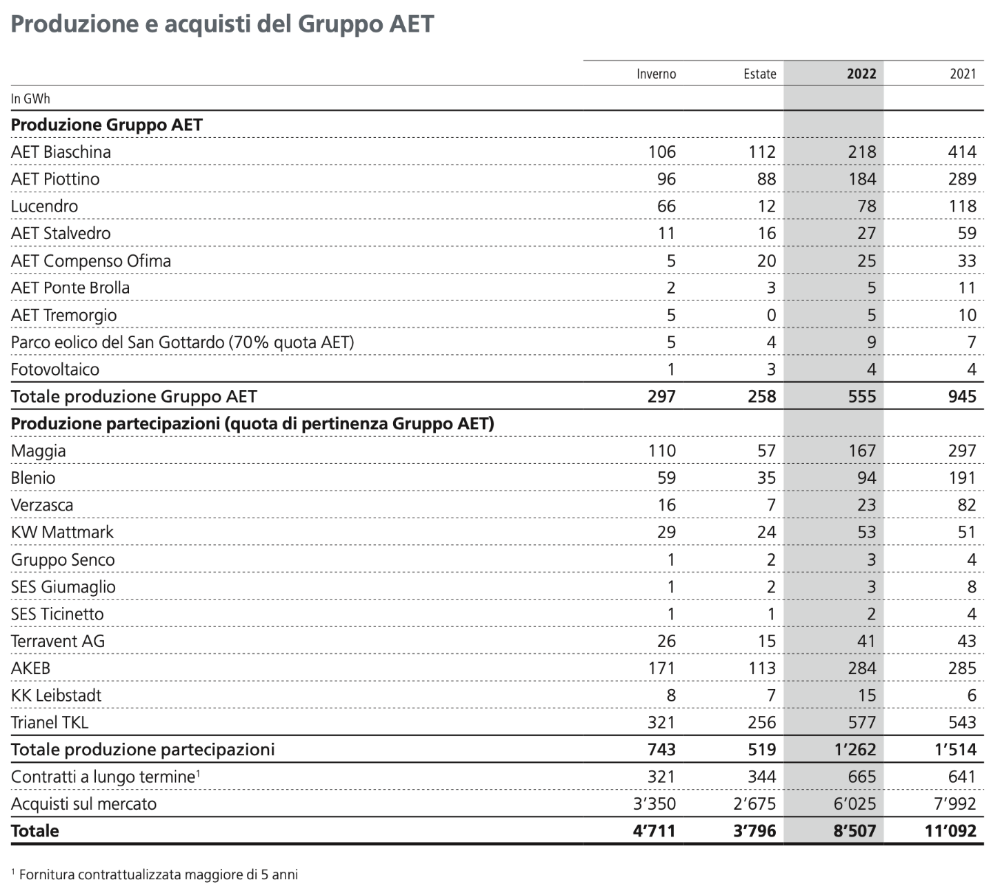 Produzione e acquisti del Gruppo AET
Inverno Estate 2022 2021
In GWh
Produzione Gruppo AET
AET Biaschina 106 112 218 414
AET Piottino 96 88 184 289
Lucendro 66 12 78 118
AET Stalvedro 11 16 27 59
AET Compenso Ofima 5 20 25 33
AET Ponte Brolla 2 3 5 11
AET Tremorgio 5 0 5 10
Parco eolico del San Gottardo (70% quota AET) 5 4 9 7
Fotovoltaico 1 3 4 4
Totale produzione Gruppo AET 297 258 555 945
Produzione partecipazioni (quota di pertinenza Gruppo AET)
Maggia 110 57 167 297
Blenio 59 35 94 191
Verzasca 16 7 23 82
KW Mattmark 29 24 53 51
Gruppo Senco 1 2 3 4
SES Giumaglio 1 2 3 8
SES Ticinetto 1 1 2 4
Terravent AG 26 15 41 43
AKEB 171 113 284 285
KK Leibstadt 8 7 15 6
Trianel TKL 321 256 577 543
Totale produzione partecipazioni 743 519 1’262 1’514
Contratti a lungo termine¹ 321 344 665 641
Acquisti sul mercato 3’350 2’675 6’025 7’992
Totale 4’711 3’796 8’507 11’092
¹ Fornitura contrattualizzata maggiore di 5 anni